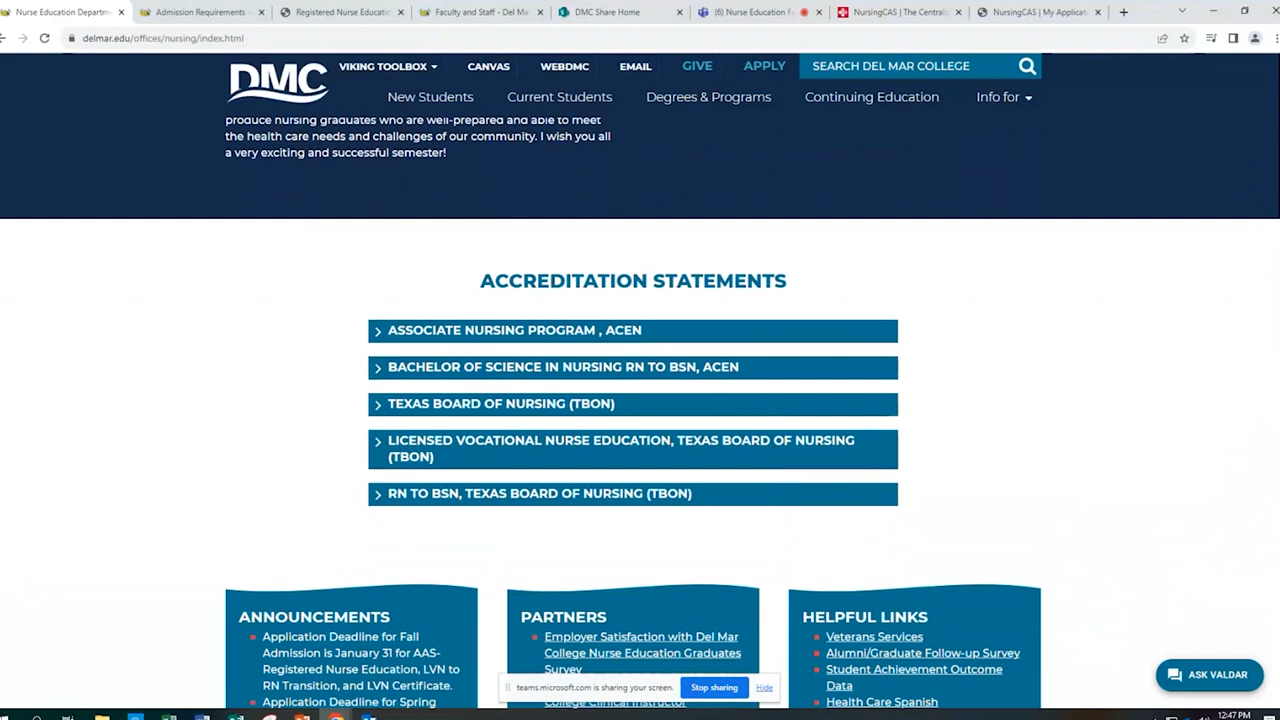 Nurse Education Departm
Admission Requirements -
Registered Nurse Educati
Faculty and Staff - Del Ma
DMC Share Home
(6) Nurse Education F
NursingCAS | The Centrali
NursingCAS | My Applicat
delmar.edu/offices/nursing/index.html
DMC
VIKING TOOLBOX
CANVAS
WEBDMC
EMAIL
GIVE
APPLY
SEARCH DEL MAR COLLEGE
New Students
Current Students
Degrees & Programs
Continuing Education
Info for
produce nursing graduates who are well-prepared and able to meet
the health care needs and challenges of our community. I wish you all
a very exciting and successful semester!
ACCREDITATION STATEMENTS
ASSOCIATE NURSING PROGRAM , ACEN
BACHELOR OF SCIENCE IN NURSING RN TO BSN, ACEN
TEXAS BOARD OF NURSING (TBON)
LICENSED VOCATIONAL NURSE EDUCATION, TEXAS BOARD OF NURSING
(TBON)
RN TO BSN, TEXAS BOARD OF NURSING (TBON)
ANNOUNCEMENTS
Application Deadline for Fall
Admission is January 31 for AAS-
Registered Nurse Education, LVN to
RN Transition, and LVN Certificate.
Application Deadline for Spring
PARTNERS
Employer Satisfaction with Del Mar
College Nurse Education Graduates
Survey
College Clinical Instructor
HELPFUL LINKS
Veterans Services
Alumni/Graduate Follow-up Survey
Student Achievement Outcome
Data
Health Care Spanish
teams.microsoft.com is sharing your screen.
Stop sharing
Hide
ASK VALDAR
12:47 PM